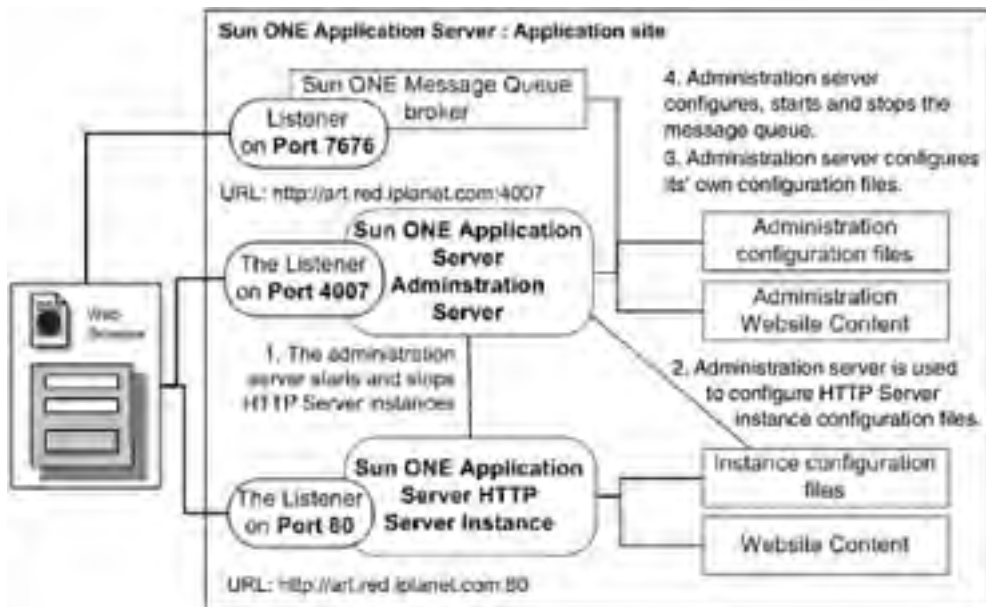 Sun ONE Application Server : Application site
Sun ONE Message Queue
broker
Listener
on Port 7676
4. Administration server
configures, starts and stops the
message queue.
3. Administration server configures
its' own configuration files.
URL: http://art.red.iplanet.com:4007
Sun ONE Application
Server
Adminstration
Server
The Listener
on Port 4007
Administration
configuration files
Administration
Website Content
Web
Browser
1. The administration
server starts and stops
HTTP Server instances
2. Administration server is used
to configure HTTP Server
instance configuration files.
Sun ONE Application
Server HTTP
Server Instance
The Listener
on Port 80
Instance configuration
files
Website Content
URL: http://art.red.iplanet.com:80